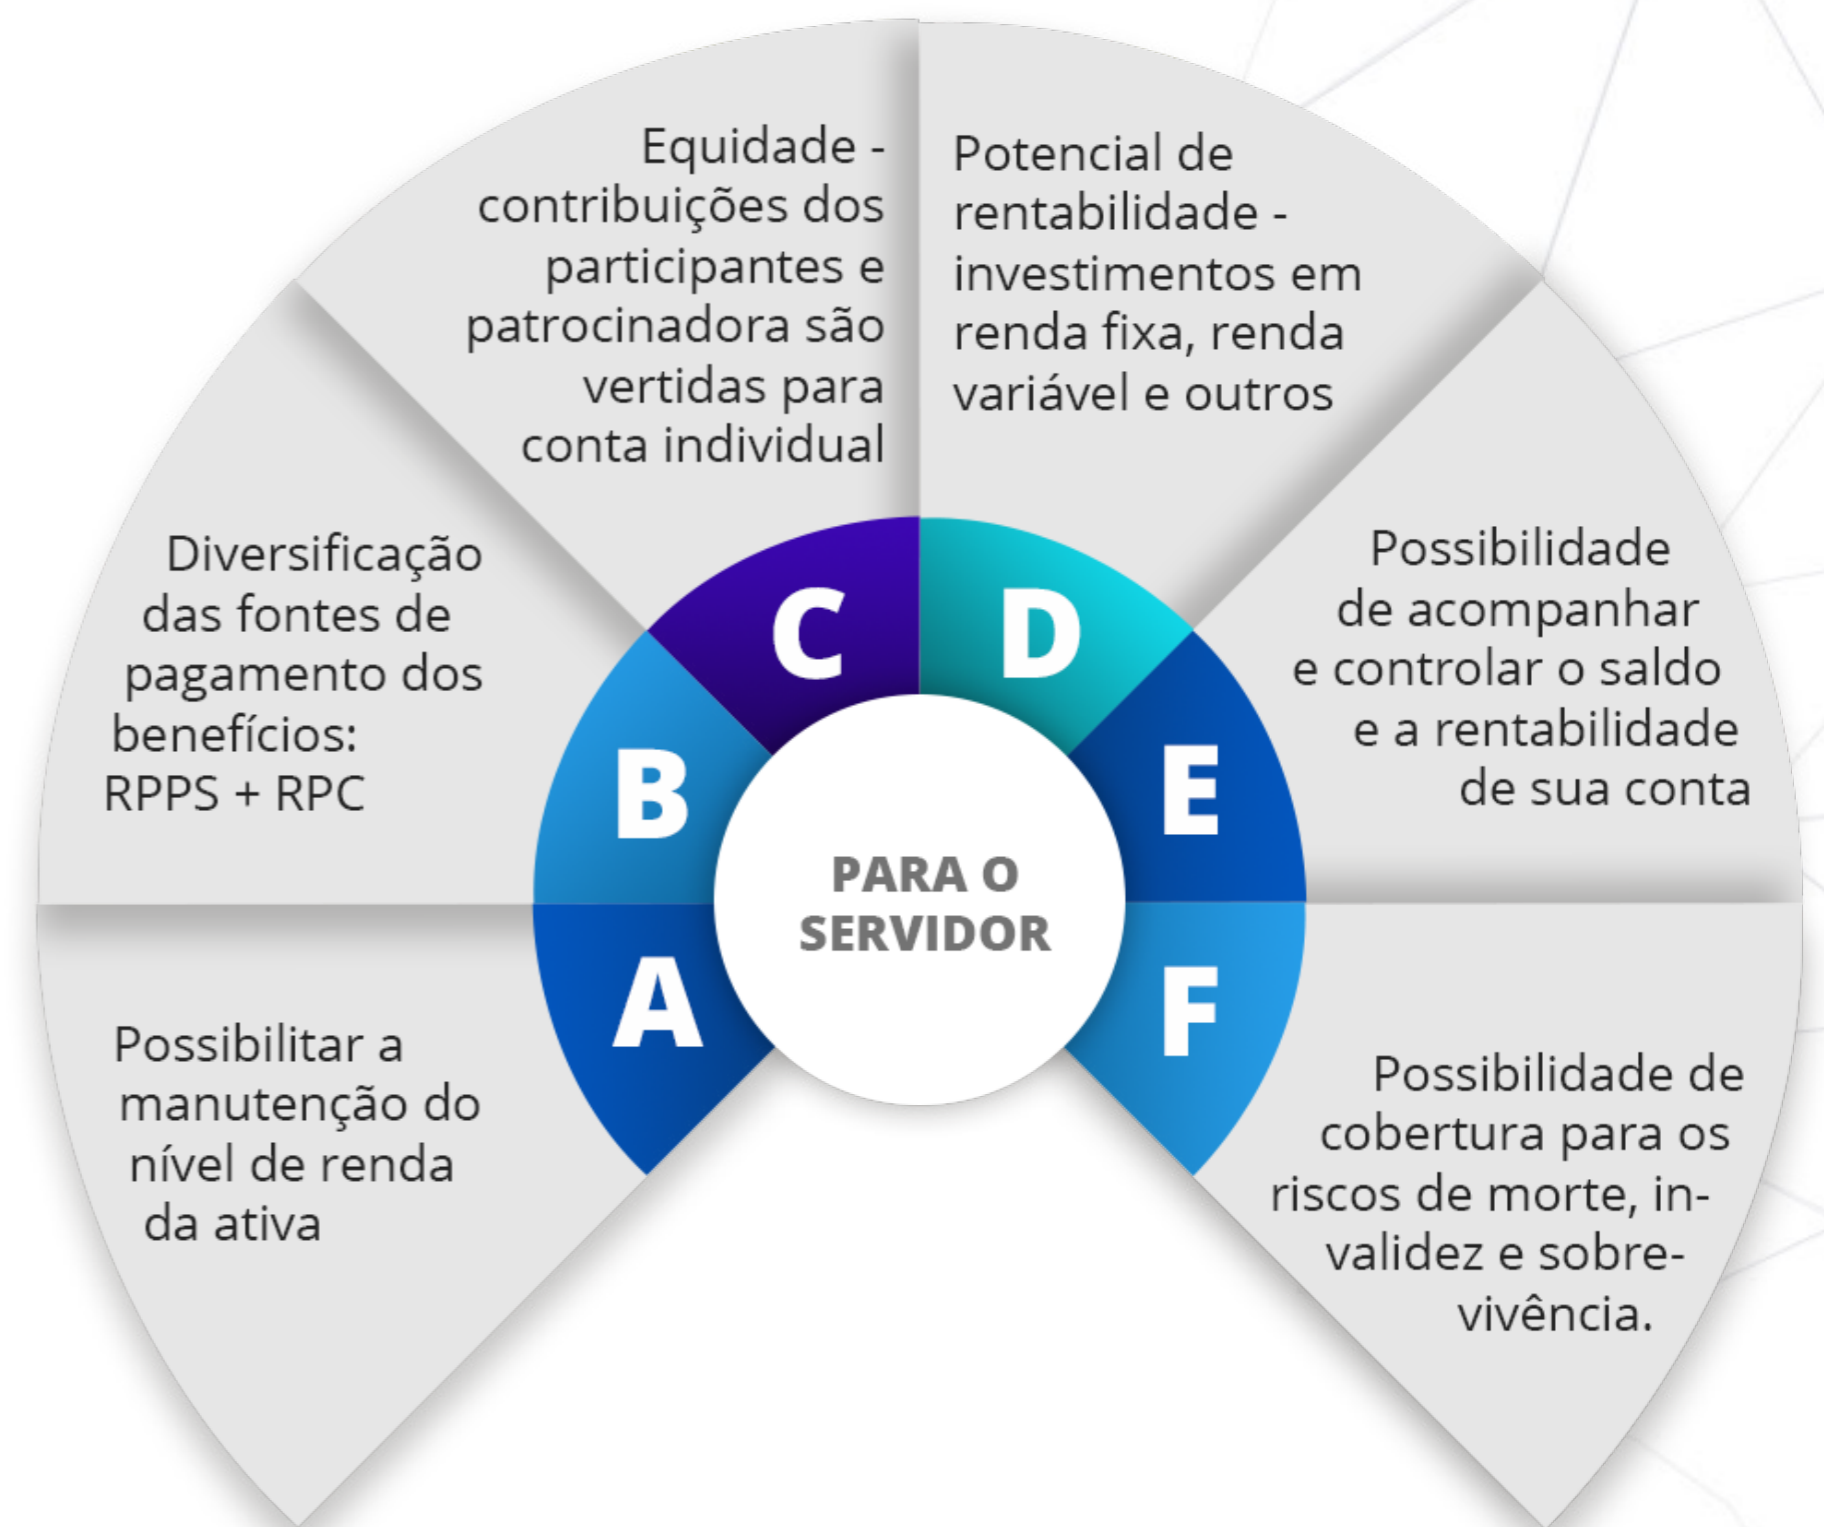 PARA O
SERVIDOR
A
Possibilitar a
manutenção do
nível de renda
da ativa
B
Diversificação
das fontes de
pagamento dos
benefícios:
RPPS + RPC
C
Equidade -
contribuições dos
participantes e
patrocinadora são
vertidas para
conta individual
D
Potencial de
rentabilidade -
investimentos em
renda fixa, renda
variável e outros
E
Possibilidade
de acompanhar
e controlar o saldo
e a rentabilidade
de sua conta
F
Possibilidade de
cobertura para os
riscos de morte, in-
validez e sobre-
vivência.